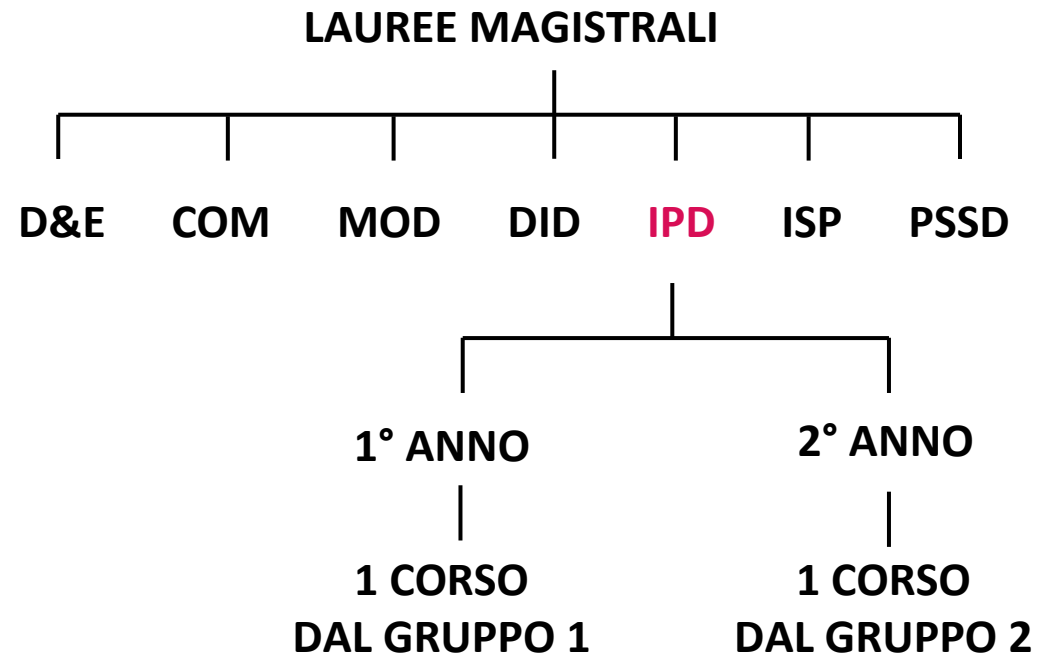 LAUREE MAGISTRALI
D&E COM MOD DID IPD ISP PSSD
1° ANNO 2° ANNO
1 CORSO 1 CORSO
DAL GRUPPO 1 DAL GRUPPO 2